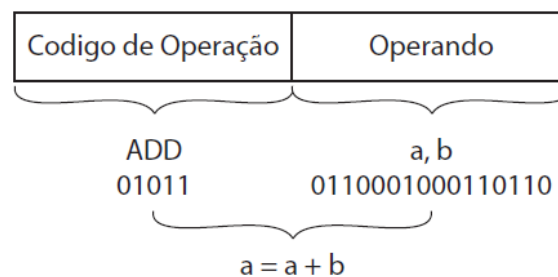 Codigo de Operação Operando
ADD a, b
01011 0110001000110110
a = a + b